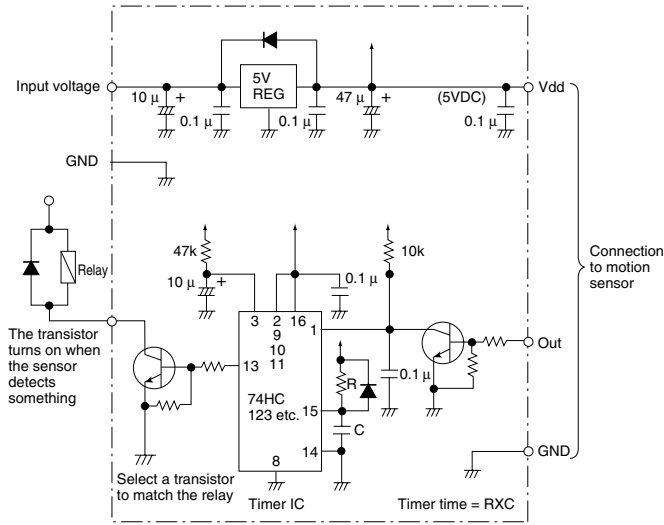 Input voltage
10 μ
+
0.1 μ
5V
REG
0.1 μ
47 μ
+
(5VDC)
0.1 μ
Vdd
GND
Relay
47k
10 μ
+
0.1 μ
10k
Connection
to motion
sensor
3
2
16
9
10
11
1
13
The transistor
turns on when
the sensor
detects
something
74HC
123 etc.
15
14
8
R
C
0.1 μ
Out
GND
Select a transistor
to match the relay
Timer IC
Timer time = RXC